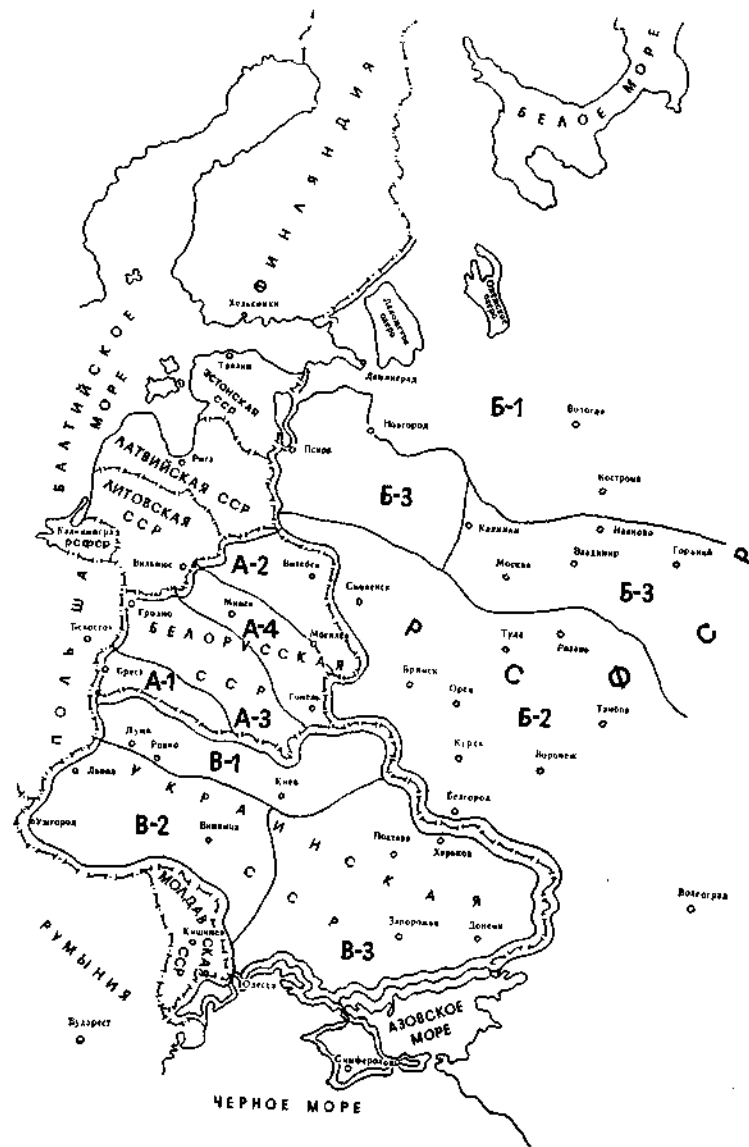 БЕЛОЕ МОРЕ
ФИНЛЯНДИЯ
Хельсинки
Ладожское озеро
Онежское озеро
БАЛТИЙСКОЕ МОРЕ
Таллин
Ленинград
ЭСТОНСКАЯ ССР
Б-1
Вологда
Новгород
Псков
Рига
ЛАТВИЙСКАЯ ССР
Б-3
Кострома
ЛИТОВСКАЯ ССР
Калинин
Иваново
Калининград
РСФСР
Вильнюс
А-2
Витебск
Москва
Владимир
Горький
Б-3
Смоленск
Гродно
Минск
А-4
Могилев
БЕЛОРУССКАЯ ССР
РСФСР
Тула
Рязань
ПОЛЬША
Брест
А-1
А-3
Гомель
Брянск
Орел
Б-2
Тамбов
Луцк
Ровно
В-1
Киев
Курск
Воронеж
Львов
УКРАИНСКАЯ ССР
Белгород
Ужгород
В-2
Винница
Полтава
Харьков
МОЛДАВСКАЯ ССР
Кишинев
Запорожье
Донецк
Волгоград
В-3
РУМЫНИЯ
Одесса
АЗОВСКОЕ МОРЕ
Бухарест
Симферополь
ЧЕРНОЕ МОРЕ